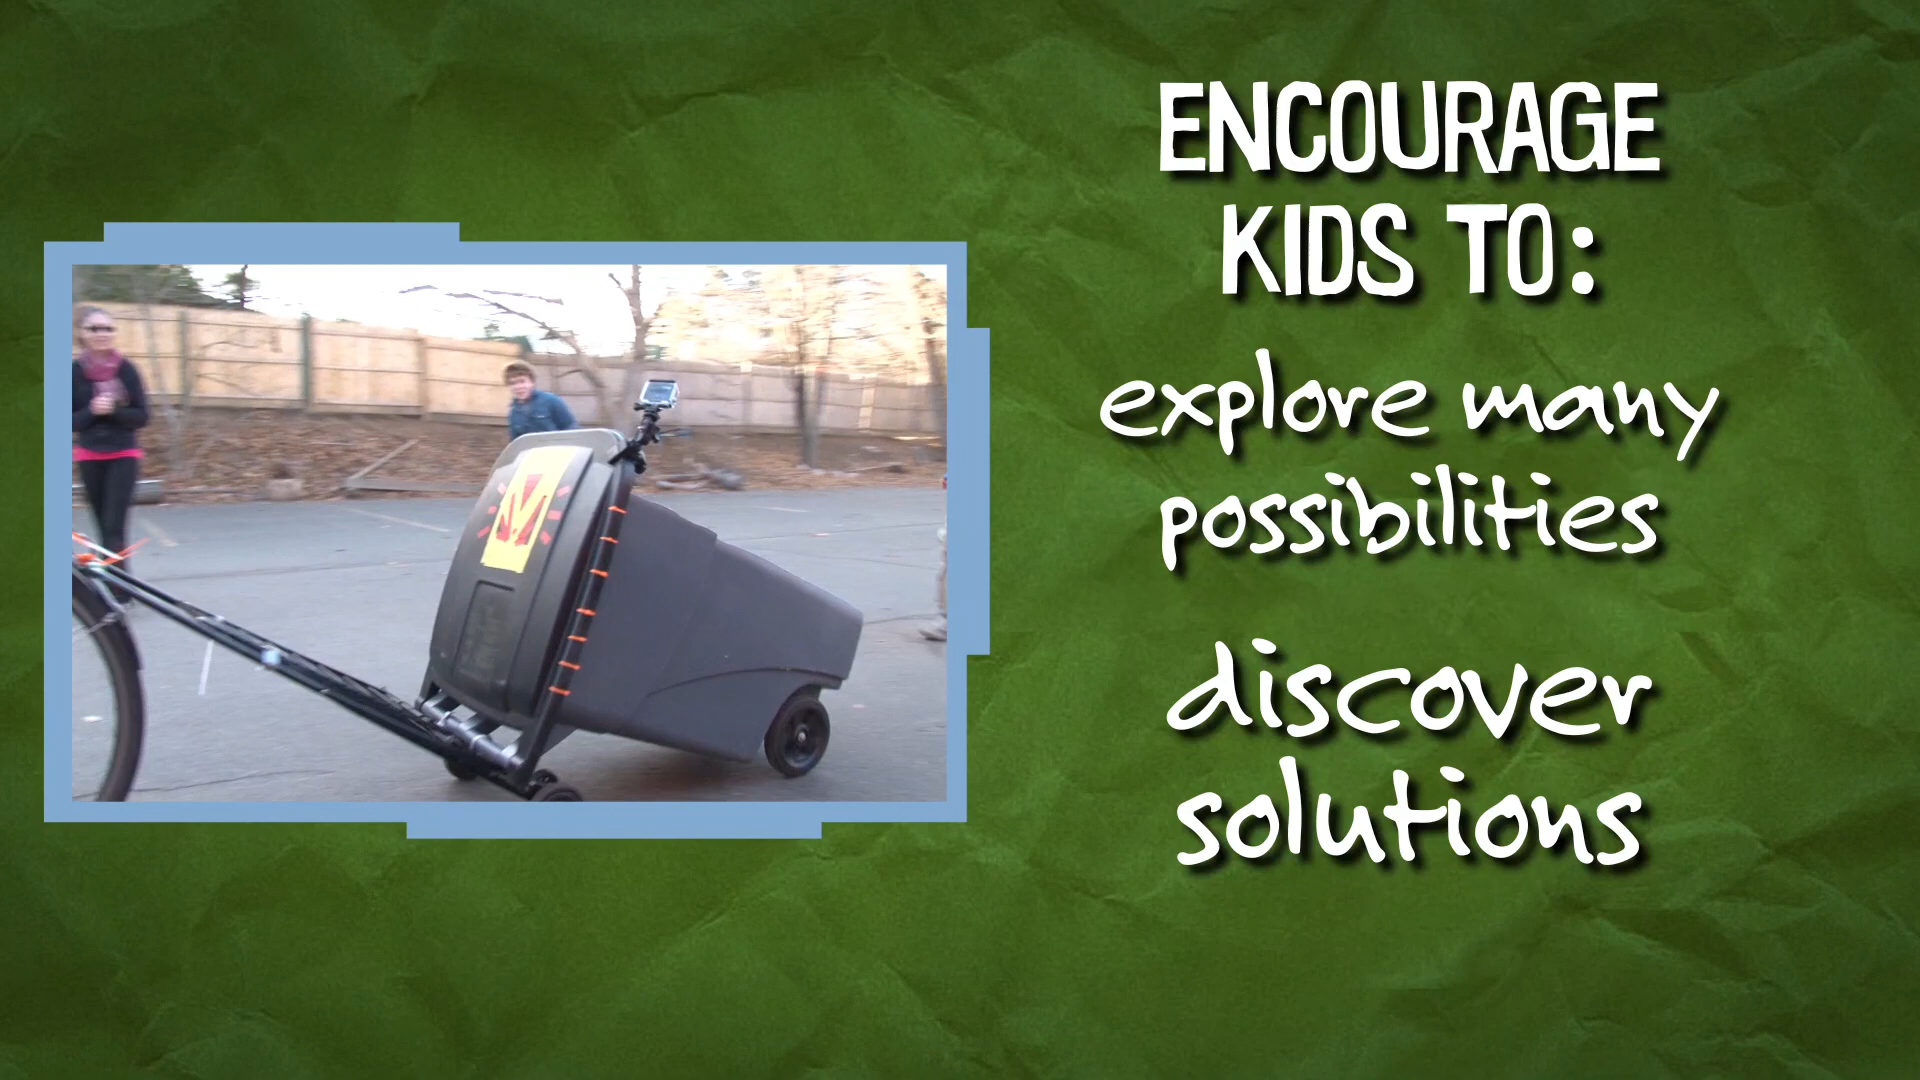 ENCOURAGE
KIDS TO:
explore many
possibilities
discover
solutions